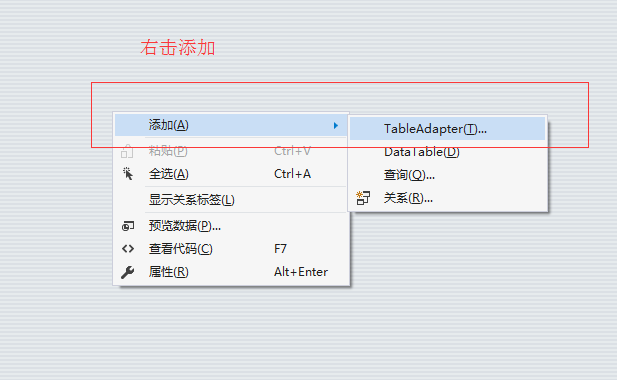 右击添加
添加(A)
粘贴(P) Ctrl+V
全选(A) Ctrl+A
显示关系标签(L)
预览数据(P)...
查看代码(C) F7
属性(R) Alt+Enter
TableAdapter(T)...
DataTable(D)
查询(Q)...
关系(R)...